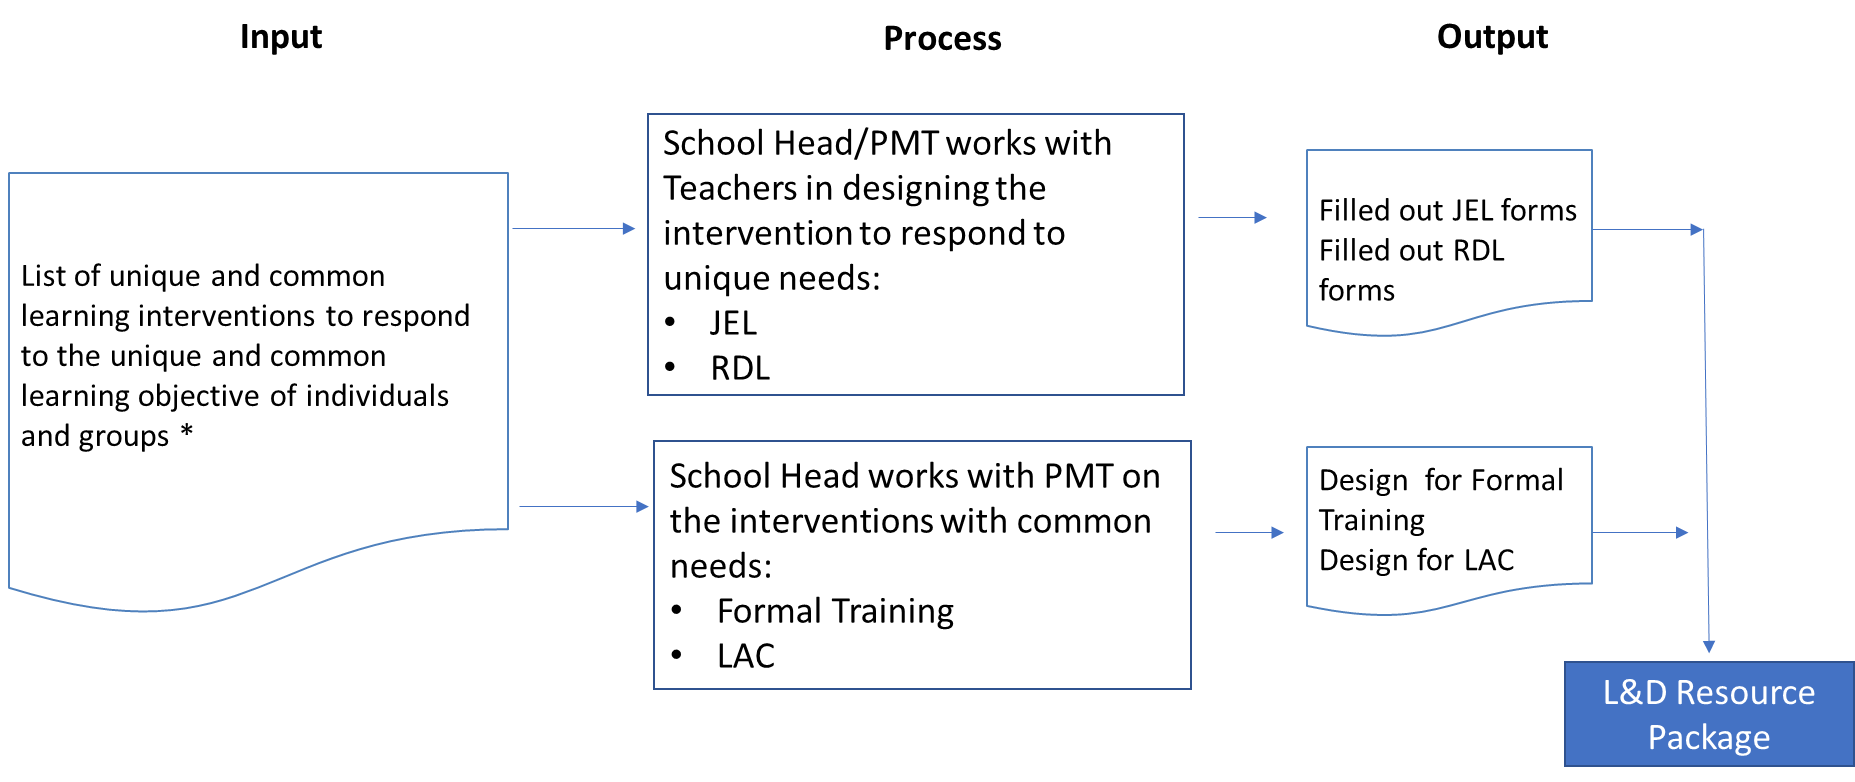 Input
Process
Output
List of unique and common
learning interventions to respond
to the unique and common
learning objective of individuals
and groups *
School Head/PMT works with
Teachers in designing the
intervention to respond to
unique needs:
• JEL
• RDL
Filled out JEL forms
Filled out RDL
forms
School Head works with PMT on
the interventions with common
needs:
• Formal Training
• LAC
Design for Formal
Training
Design for LAC
L&D Resource
Package